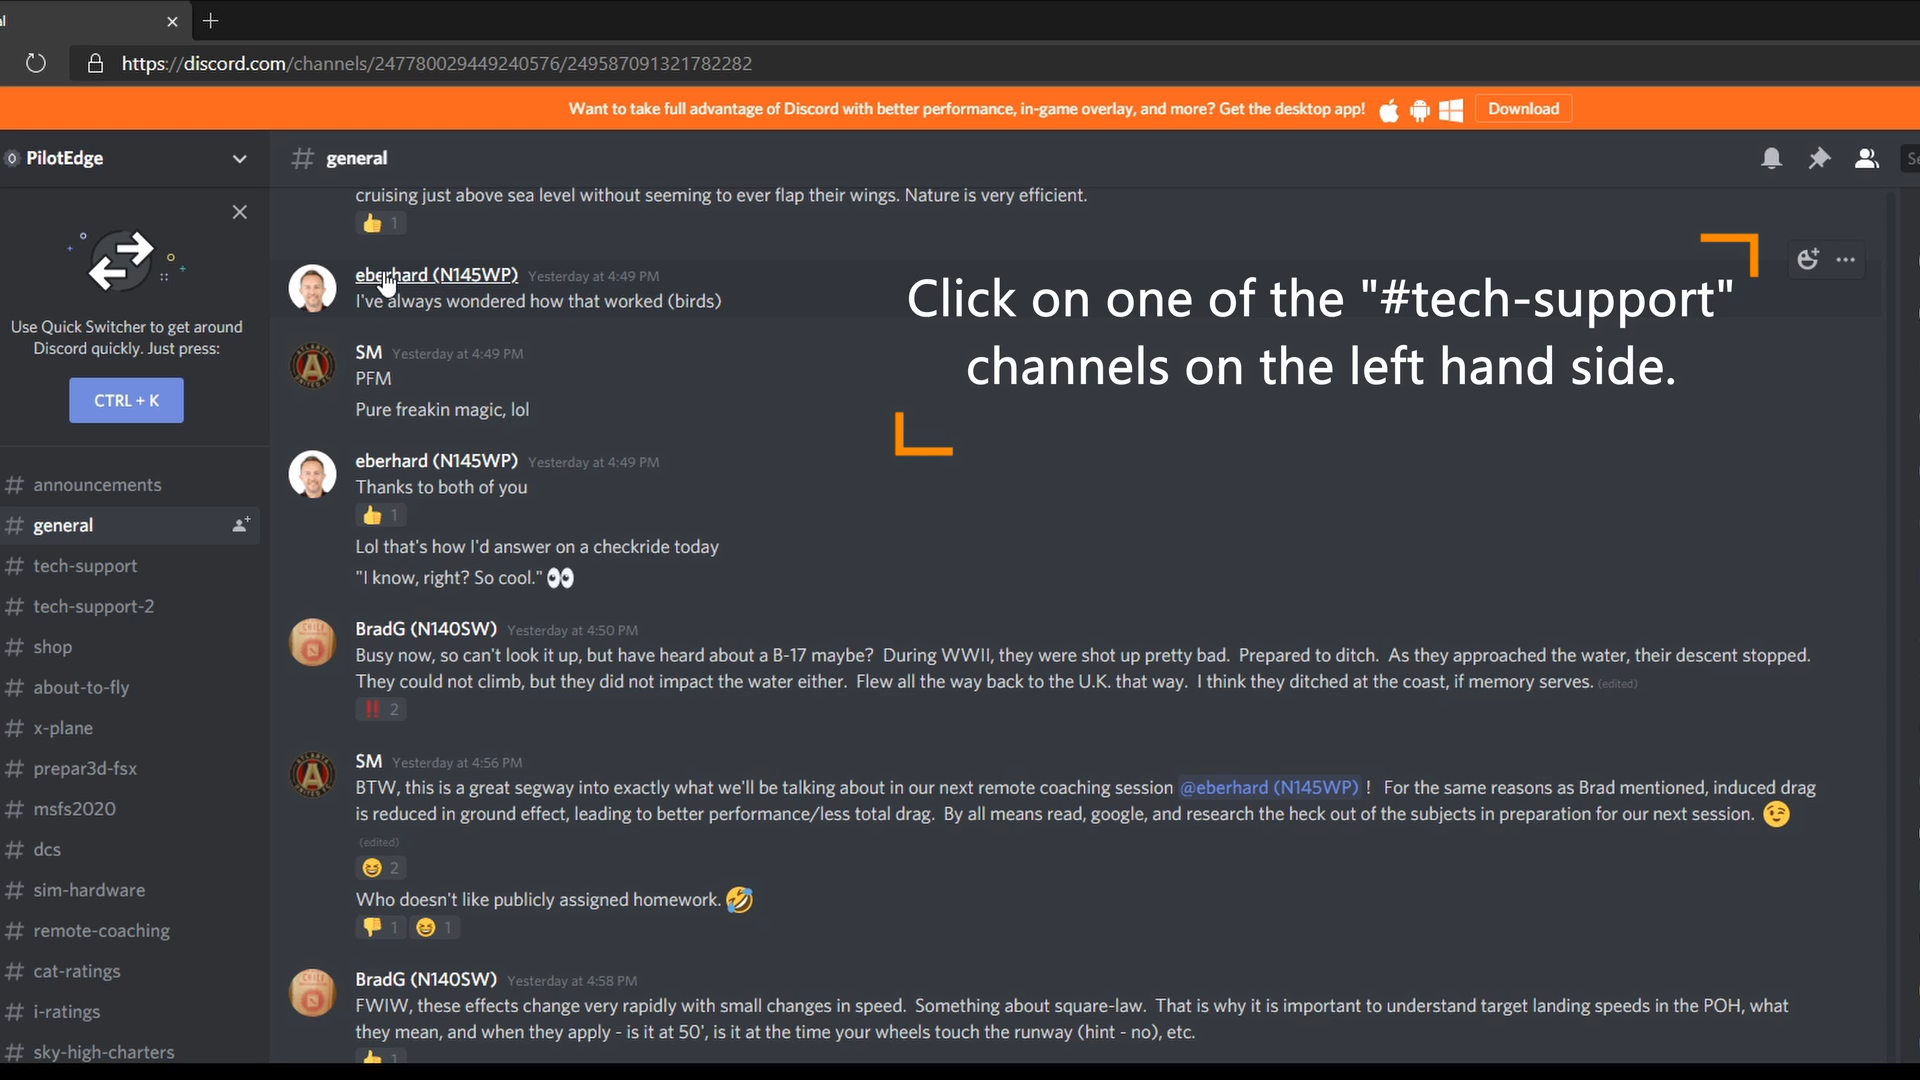 https://discord.com/channels/247780029449240576/249587091321782282
Want to take full advantage of Discord with better performance, in-game overlay, and more? Get the desktop app! Download
PilotEdge
Use Quick Switcher to get around
Discord quickly. Just press:
CTRL + K
# announcements
# general
# tech-support
# tech-support-2
# shop
# about-to-fly
# x-plane
# prepar3d-fsx
# msfs2020
# dcs
# sim-hardware
# remote-coaching
# cat-ratings
# i-ratings
# sky-high-charters
# general
cruising just above sea level without seeming to ever flap their wings. Nature is very efficient.
👍 1
eberhard (N145WP) Yesterday at 4:49 PM
I've always wondered how that worked (birds)
SM Yesterday at 4:49 PM
PFM
Pure freakin magic, lol
eberhard (N145WP) Yesterday at 4:49 PM
Thanks to both of you
👍 1
Lol that's how I'd answer on a checkride today
"I know, right? So cool." 👀
BradG (N140SW) Yesterday at 4:50 PM
Busy now, so can't look it up, but have heard about a B-17 maybe? During WWII, they were shot up pretty bad. Prepared to ditch. As they approached the water, their descent stopped.
They could not climb, but they did not impact the water either. Flew all the way back to the U.K. that way. I think they ditched at the coast, if memory serves. (edited)
‼ 2
SM Yesterday at 4:56 PM
BTW, this is a great segway into exactly what we'll be talking about in our next remote coaching session @eberhard (N145WP) ! For the same reasons as Brad mentioned, induced drag
is reduced in ground effect, leading to better performance/less total drag. By all means read, google, and research the heck out of the subjects in preparation for our next session. 😉
(edited)
😆 2
Who doesn't like publicly assigned homework. 🤣
👎 1 😆 1
BradG (N140SW) Yesterday at 4:58 PM
FWIW, these effects change very rapidly with small changes in speed. Something about square-law. That is why it is important to understand target landing speeds in the POH, what
they mean, and when they apply - is it at 50', is it at the time your wheels touch the runway (hint - no), etc.
👍 1
Click on one of the "#tech-support"
channels on the left hand side.